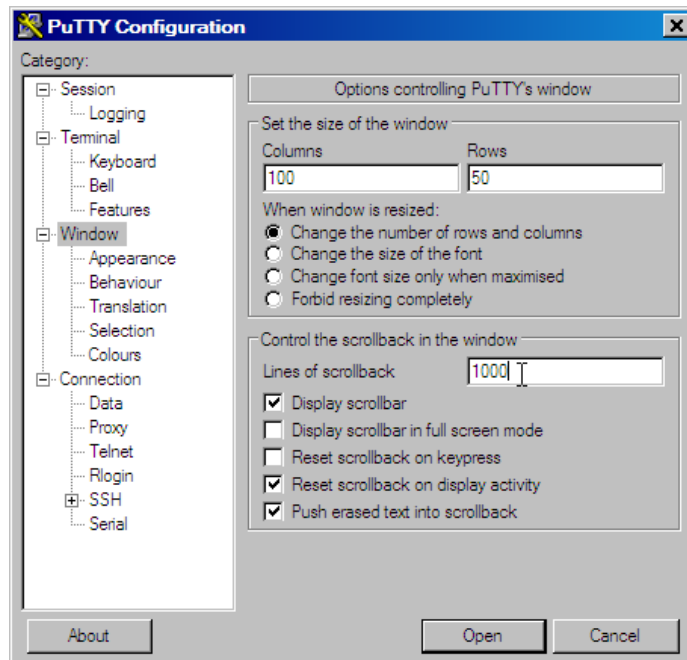 PuTTY Configuration
Category:
Session
Logging
Terminal
Keyboard
Bell
Features
Window
Appearance
Behaviour
Translation
Selection
Colours
Connection
Data
Proxy
Telnet
Rlogin
SSH
Serial
Options controlling PuTTY's window
Set the size of the window
Columns Rows
100 50
When window is resized:
Change the number of rows and columns
Change the size of the font
Change font size only when maximised
Forbid resizing completely
Control the scrollback in the window
Lines of scrollback 1000
Display scrollbar
Display scrollbar in full screen mode
Reset scrollback on keypress
Reset scrollback on display activity
Push erased text into scrollback
About Open Cancel